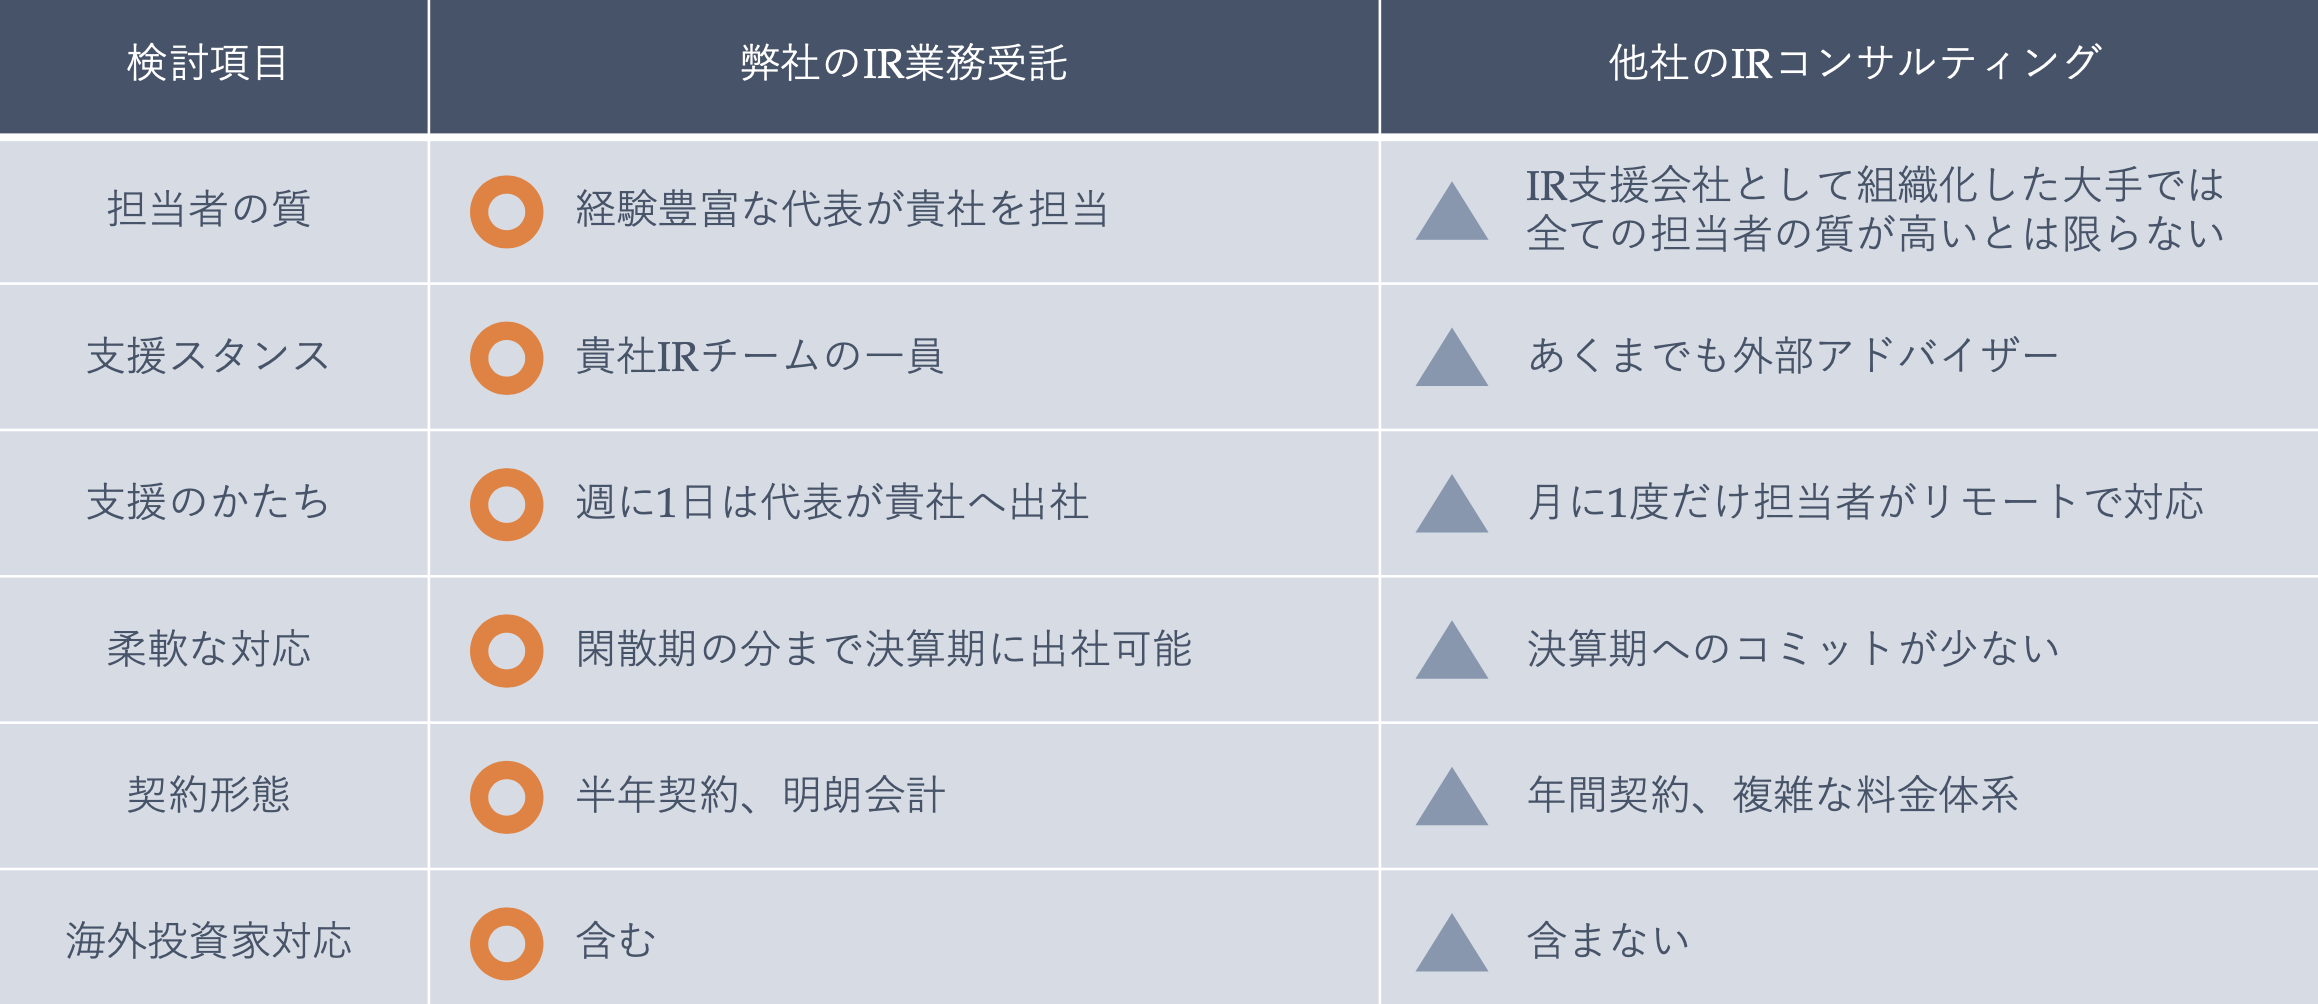 検討項目
弊社のIR業務受託
他社のIRコンサルティング
担当者の質
経験豊富な代表が貴社を担当
IR支援会社として組織化した大手では
全ての担当者の質が高いとは限らない
支援スタンス
貴社IRチームの一員
あくまでも外部アドバイザー
支援のかたち
週に1日は代表が貴社へ出社
月に1度だけ担当者がリモートで対応
柔軟な対応
閑散期の分まで決算期に出社可能
決算期へのコミットが少ない
契約形態
半年契約、明朗会計
年間契約、複雑な料金体系
海外投資家対応
含む
含まない